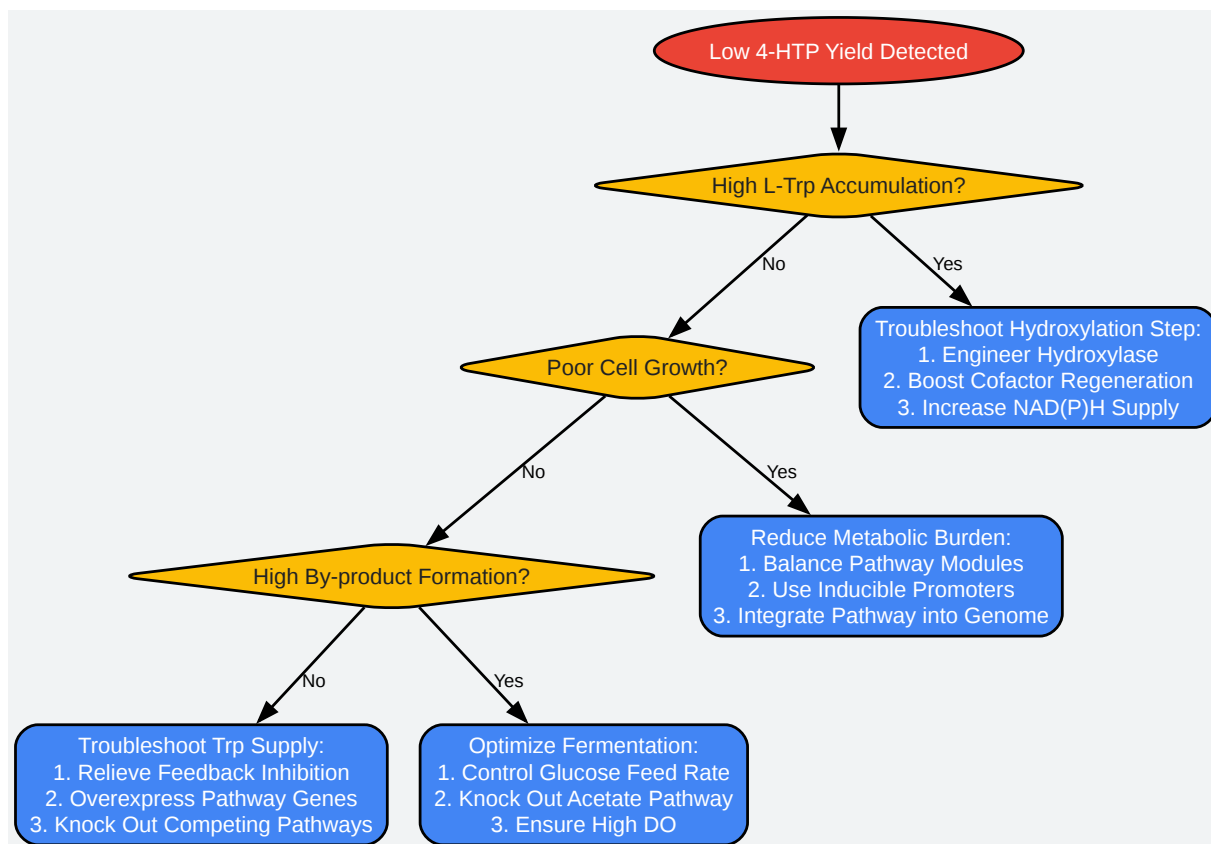 Low 4-HTP Yield Detected
High L-Trp Accumulation?
No
Yes
Troubleshoot Hydroxylation Step:
1. Engineer Hydroxylase
2. Boost Cofactor Regeneration
3. Increase NAD(P)H Supply
Poor Cell Growth?
No
Yes
Reduce Metabolic Burden:
1. Balance Pathway Modules
2. Use Inducible Promoters
3. Integrate Pathway into Genome
High By-product Formation?
No
Yes
Troubleshoot Trp Supply:
1. Relieve Feedback Inhibition
2. Overexpress Pathway Genes
3. Knock Out Competing Pathways
Optimize Fermentation:
1. Control Glucose Feed Rate
2. Knock Out Acetate Pathway
3. Ensure High DO